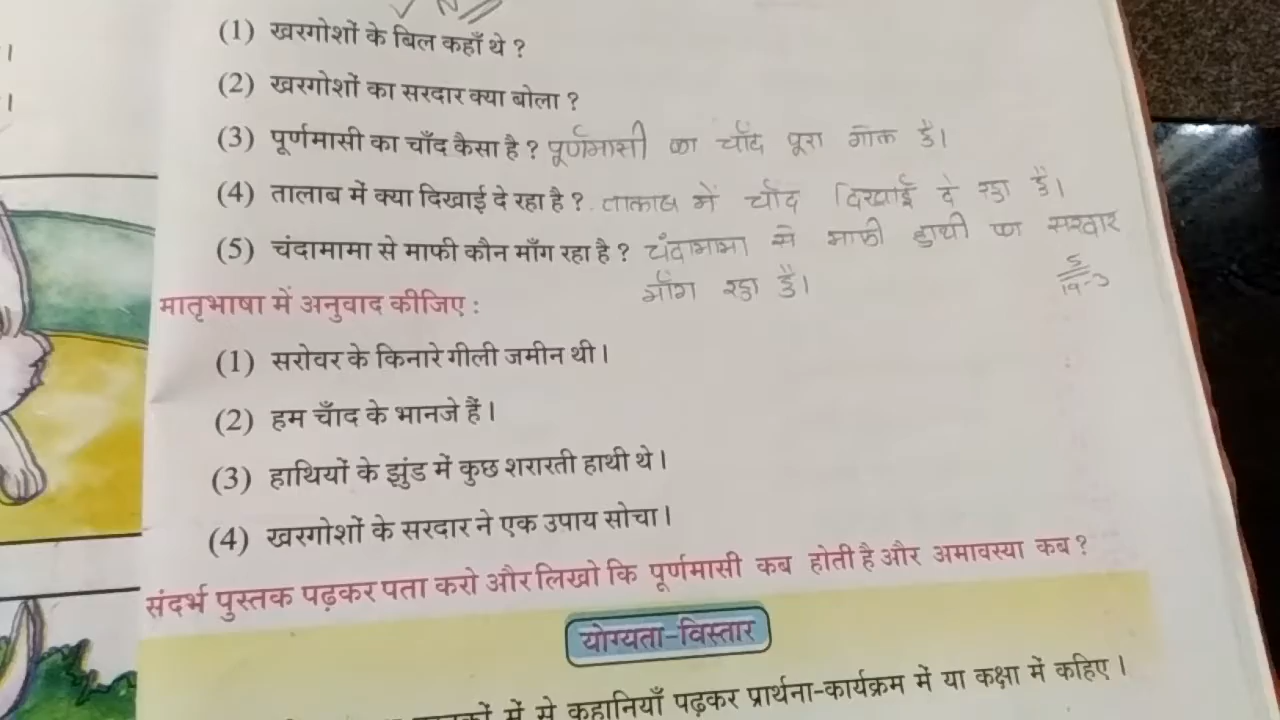 (1) खरगोशों के बिल कहाँ थे ?
(2) खरगोशों का सरदार क्या बोला ?
(3) पूर्णमासी का चाँद कैसा है ? पूर्णमासी का चाँद पूरा गोल है।
(4) तालाब में क्या दिखाई दे रहा है ? तालाब में चाँद दिखाई दे रहा है।
(5) चंदामामा से माफी कौन माँग रहा है ? चंदामामा से माफी हाथी का सरदार
माँग रहा है।
मातृभाषा में अनुवाद कीजिए :
(1) सरोवर के किनारे गीली जमीन थी ।
(2) हम चाँद के भानजे हैं ।
(3) हाथियों के झुंड में कुछ शरारती हाथी थे ।
(4) खरगोशों के सरदार ने एक उपाय सोचा ।
संदर्भ पुस्तक पढ़कर पता करो और लिखो कि पूर्णमासी कब होती है और अमावस्या कब ?
योग्यता-विस्तार
में से कहानियाँ पढ़कर प्रार्थना-कार्यक्रम में या कक्षा में कहिए ।